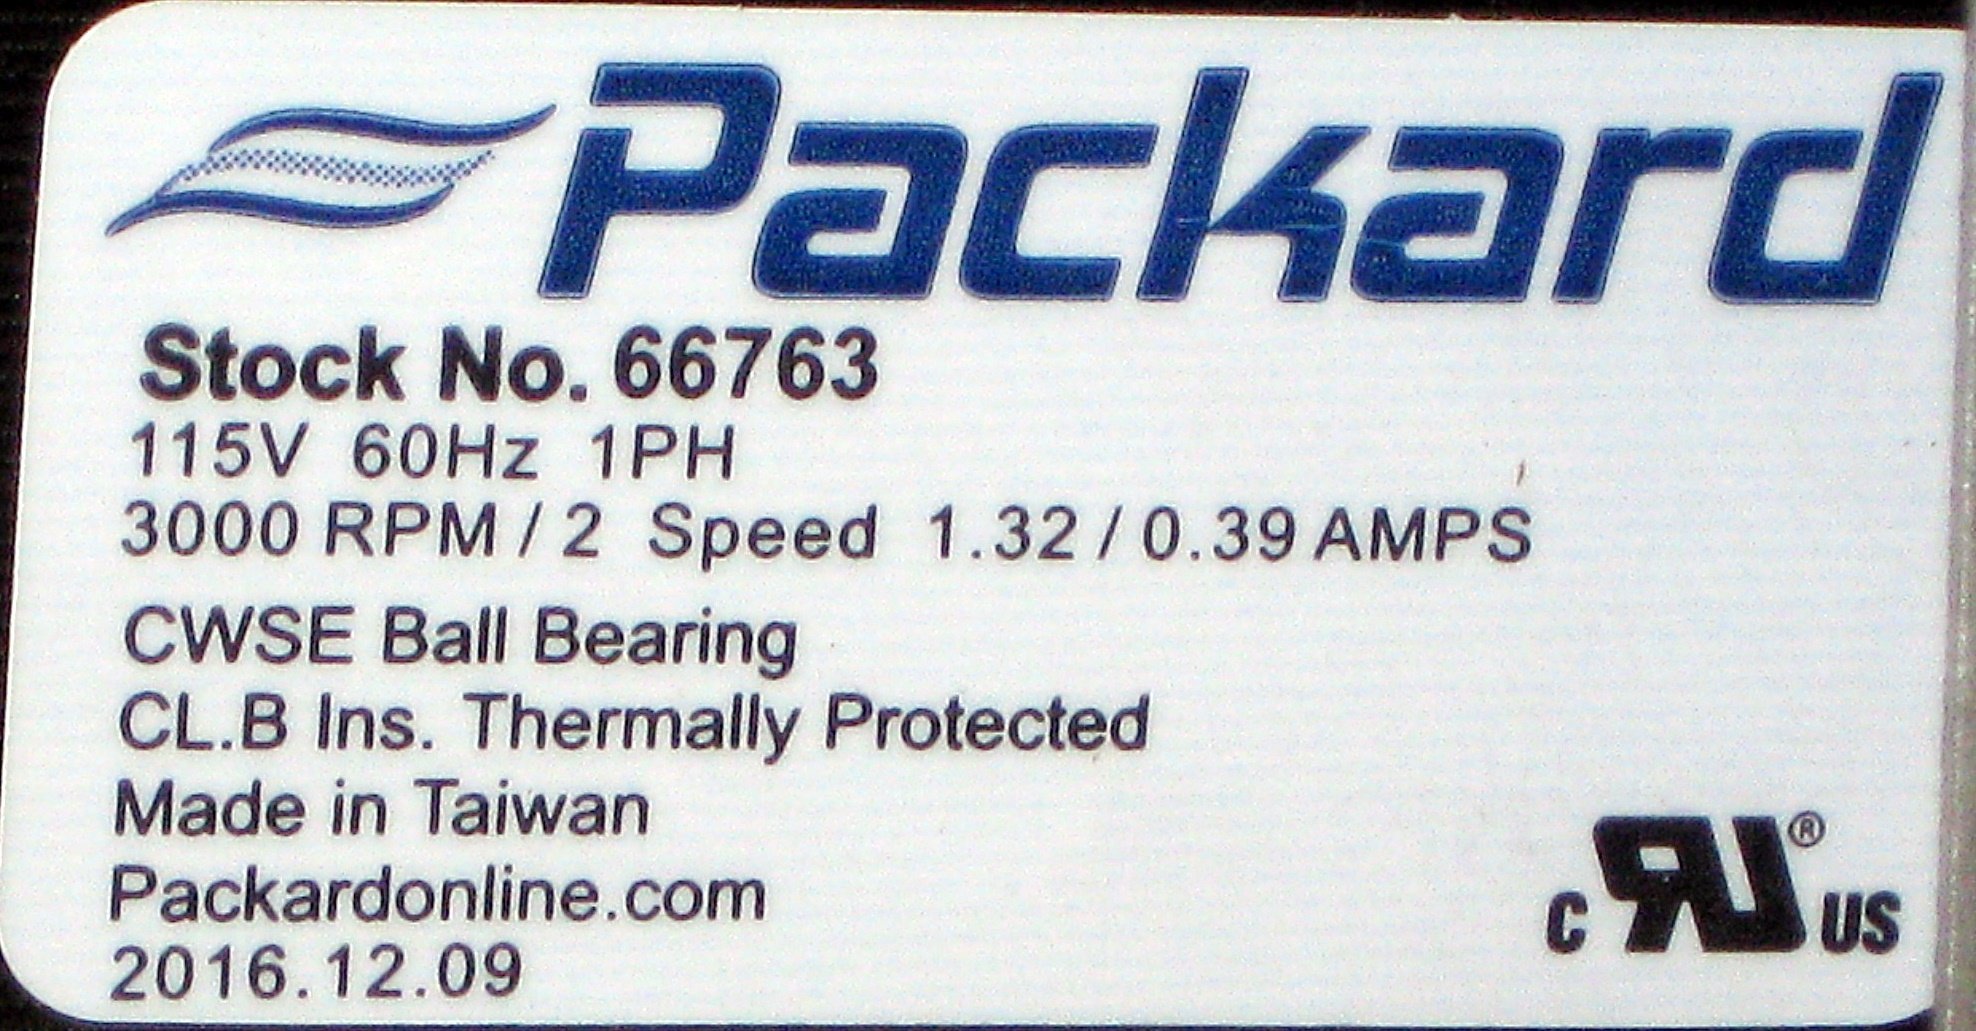 Packard
Stock No. 66763
115V 60Hz 1PH
3000 RPM / 2 Speed 1.32 / 0.39 AMPS
CWSE Ball Bearing
CL.B Ins. Thermally Protected
Made in Taiwan
Packardonline.com
2016.12.09
c RU® US